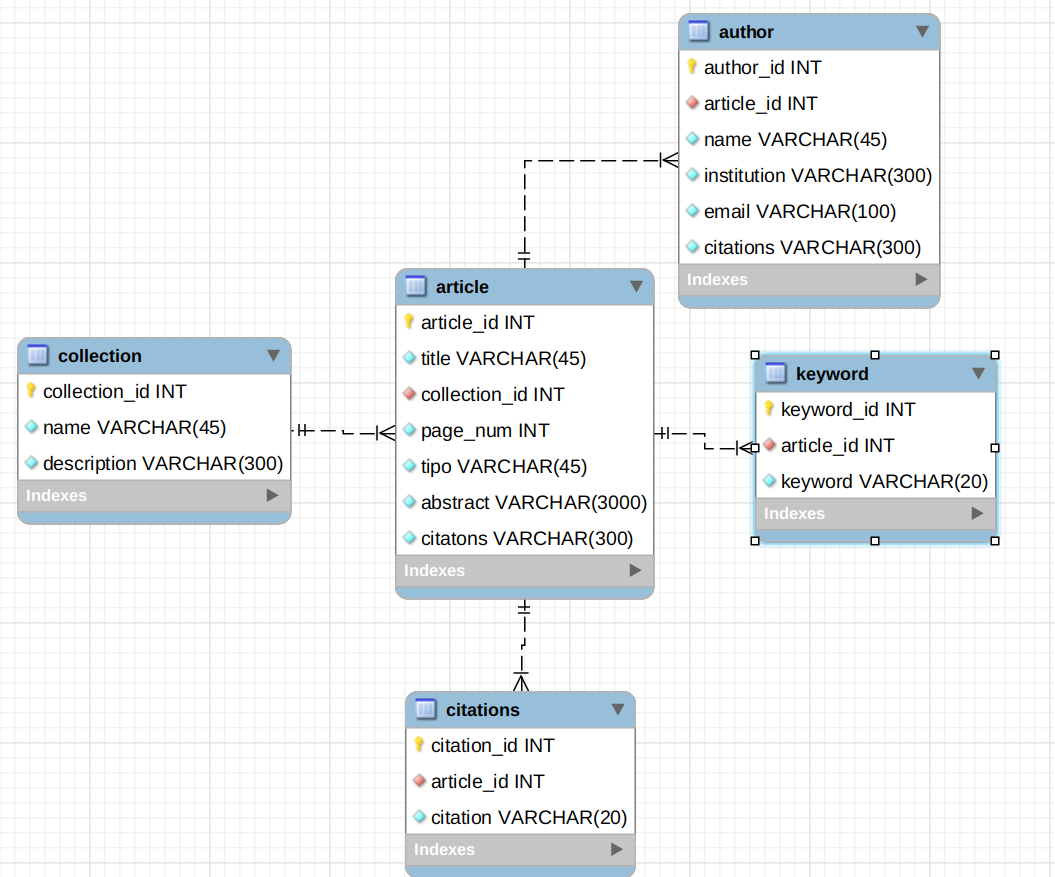 author
author_id INT
article_id INT
name VARCHAR(45)
institution VARCHAR(300)
email VARCHAR(100)
citations VARCHAR(300)
Indexes
article
article_id INT
title VARCHAR(45)
collection_id INT
page_num INT
tipo VARCHAR(45)
abstract VARCHAR(3000)
citatons VARCHAR(300)
Indexes
collection
collection_id INT
name VARCHAR(45)
description VARCHAR(300)
Indexes
keyword
keyword_id INT
article_id INT
keyword VARCHAR(20)
Indexes
citations
citation_id INT
article_id INT
citation VARCHAR(20)
Indexes